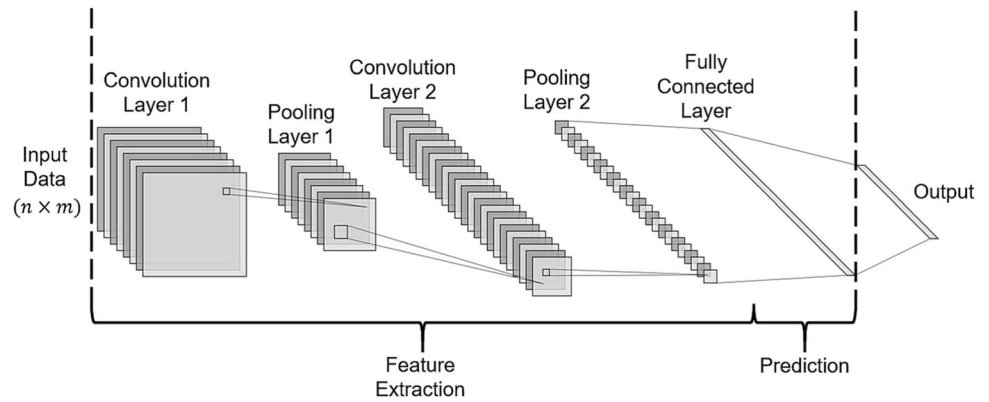 Input
Data
(n × m)
Convolution
Layer 1
Pooling
Layer 1
Convolution
Layer 2
Pooling
Layer 2
Fully
Connected
Layer
Output
Feature
Extraction
Prediction